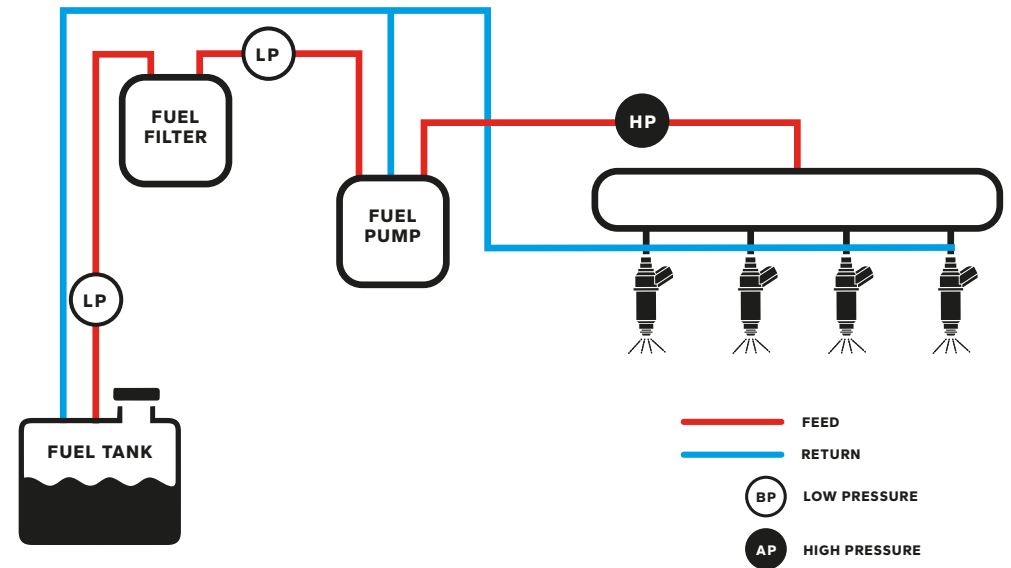 LP
FUEL
FILTER
HP
FUEL
PUMP
LP
FUEL TANK
FEED
RETURN
BP LOW PRESSURE
AP HIGH PRESSURE